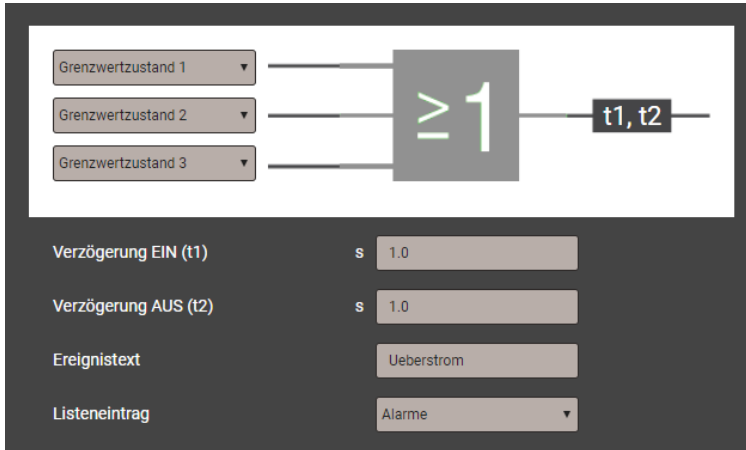 Grenzwertzustand 1
Grenzwertzustand 2
Grenzwertzustand 3
≥1
t1, t2
Verzögerung EIN (t1) s 1.0
Verzögerung AUS (t2) s 1.0
Ereignistext Ueberstrom
Listeneintrag Alarme